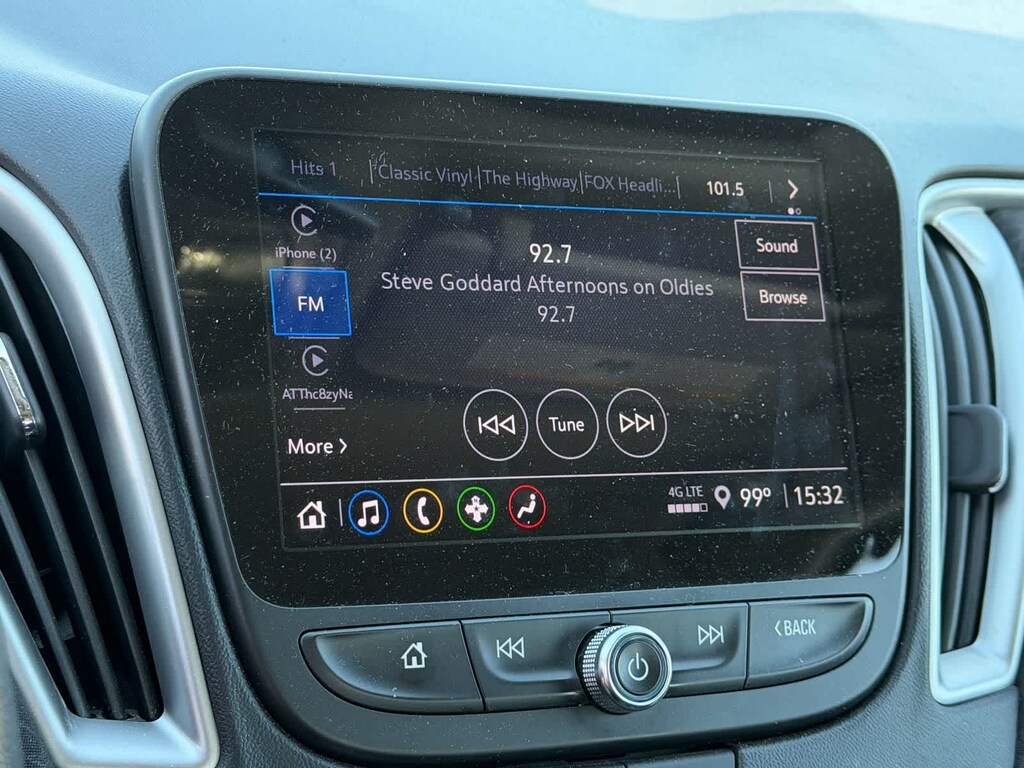 Hits 1
Classic Vinyl
The Highway
FOX Headli...
101.5
iPhone (2)
FM
ATThc8zyNa
More
92.7
Steve Goddard Afternoons on Oldies
92.7
Sound
Browse
Tune
4G LTE
99°
15:32
BACK